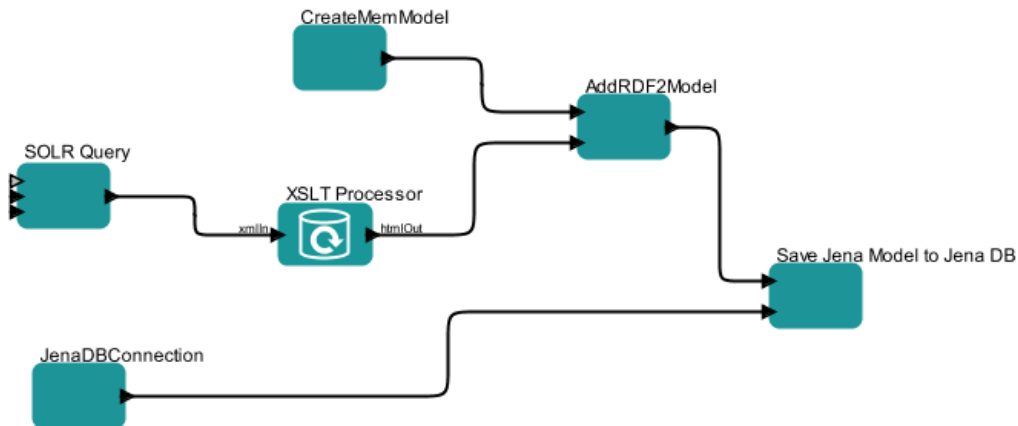 CreateMemModel
AddRDF2Model
SOLR Query
XSLT Processor
xmlIn
htmlOut
Save Jena Model to Jena DB
JenaDBConnection